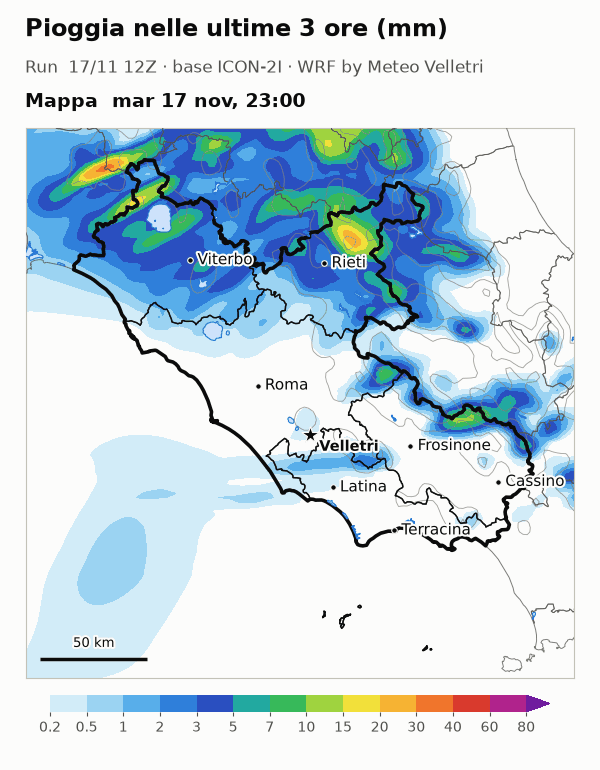 Pioggia nelle ultime 3 ore (mm)
Run 17/11 12Z · base ICON-2I · WRF by Meteo Velletri
Mappa mar 17 nov, 23:00
Viterbo
Rieti
Roma
Velletri
Frosinone
Cassino
Latina
Terracina
50 km
0.2 0.5 1 2 3 5 7 10 15 20 30 40 60 80